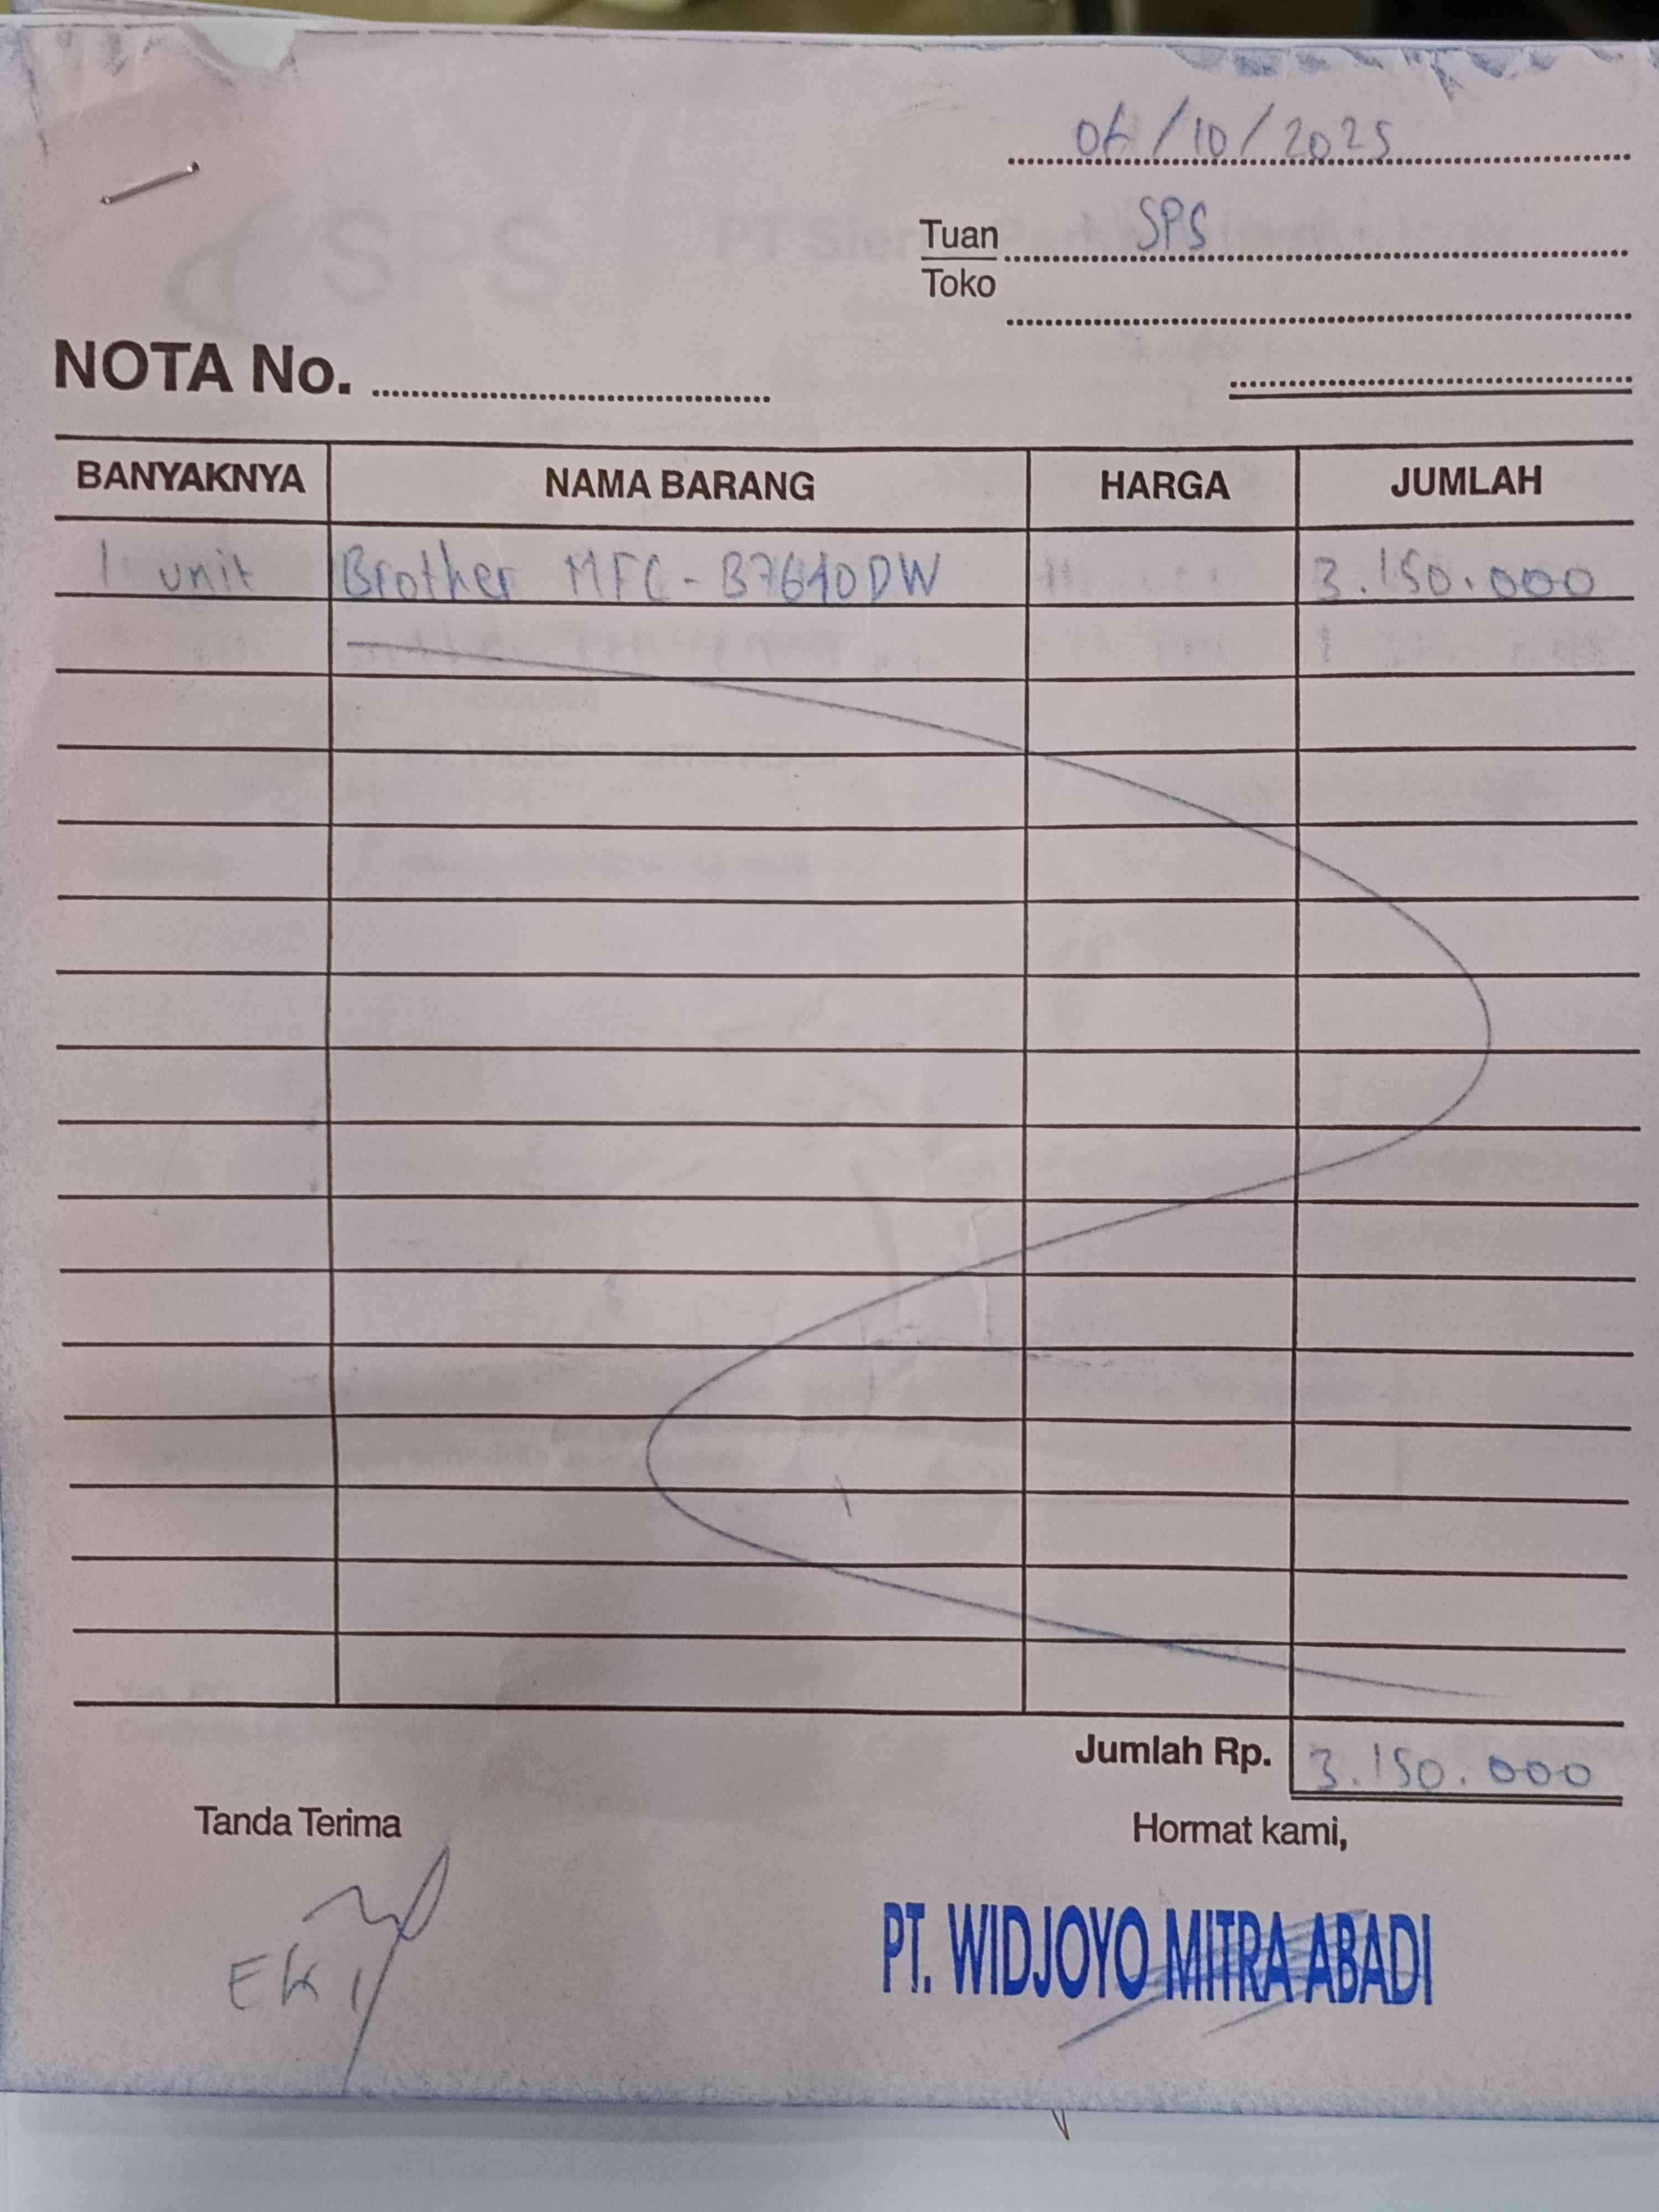 06/10/2025
Tuan SPS
Toko
NOTA No.
BANYAKNYA NAMA BARANG HARGA JUMLAH
1 unit Brother MFC-B7640DW 3.150.000
Jumlah Rp. 3.150.000
Tanda Terima Hormat kami,
EKI PT. WIDJOYO MITRA ABADI